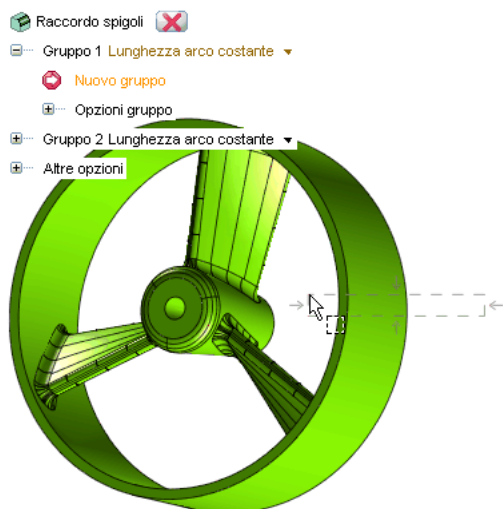 Raccordo spigoli
Gruppo 1 Lunghezza arco costante
Nuovo gruppo
Opzioni gruppo
Gruppo 2 Lunghezza arco costante
Altre opzioni